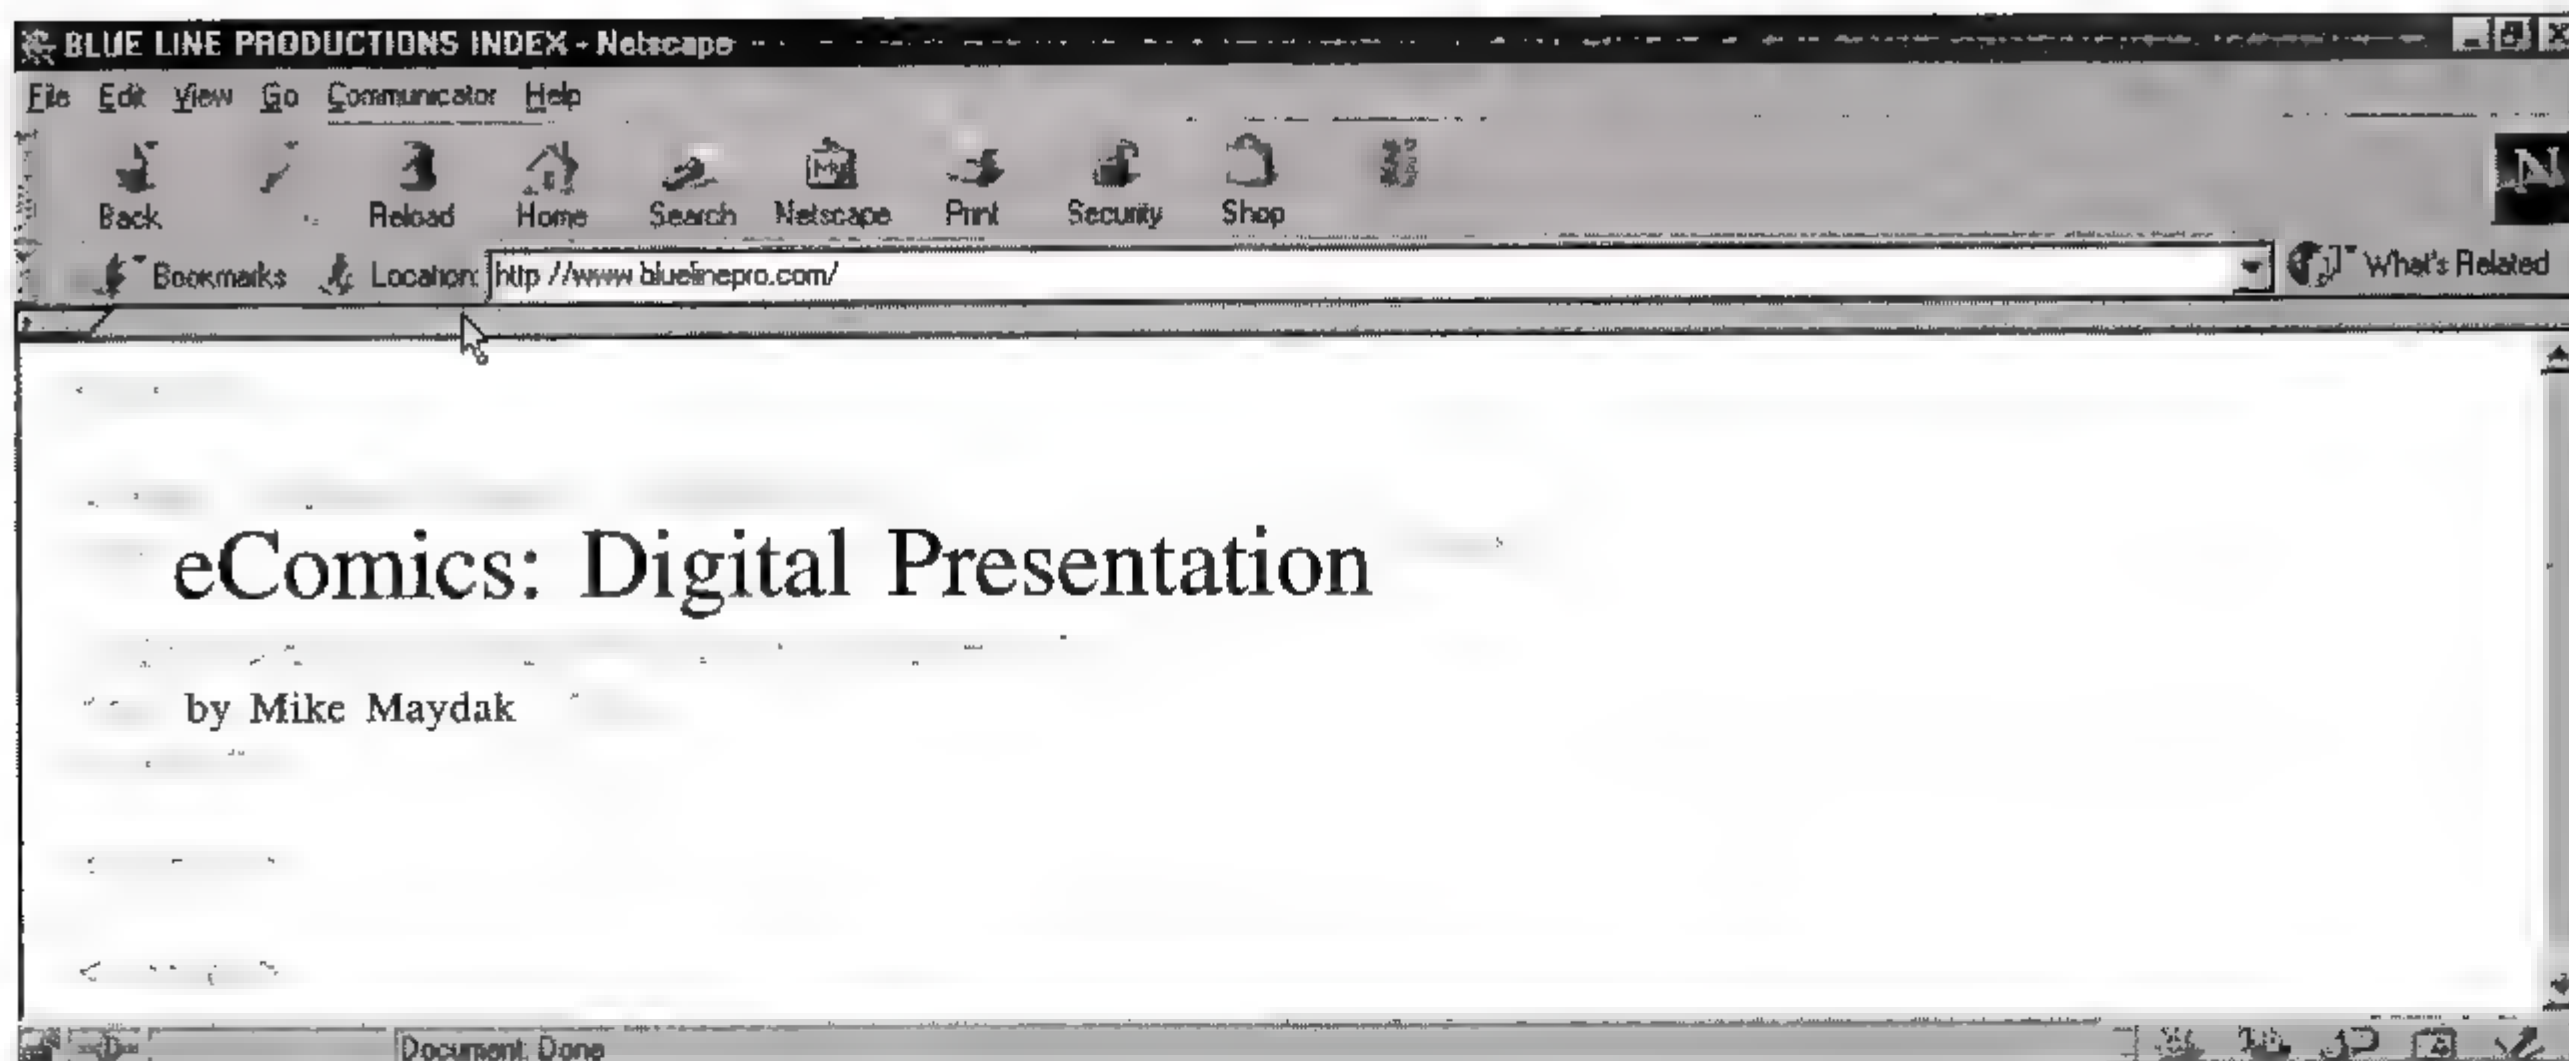 BLUE LINE PRODUCTIONS INDEX - Netscape
File Edit View Go Communicator Help
Back Reload Home Search Netscape Print Security Shop
Bookmarks Location: http://www.bluelinepro.com/ What's Related
eComics: Digital Presentation
by Mike Maydak
Document: Done